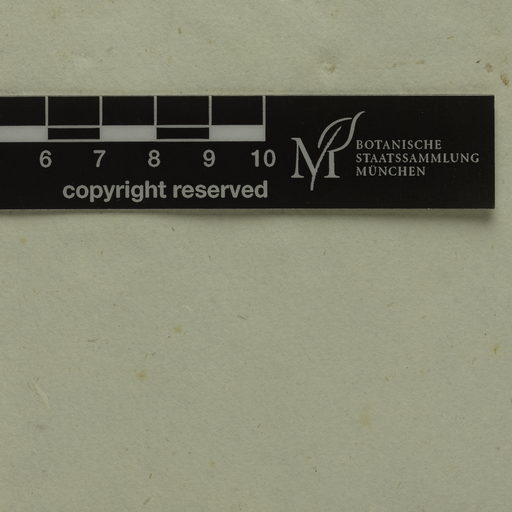 6 7 8 9 10
copyright reserved
M
BOTANISCHE
STAATSSAMMLUNG
MÜNCHEN